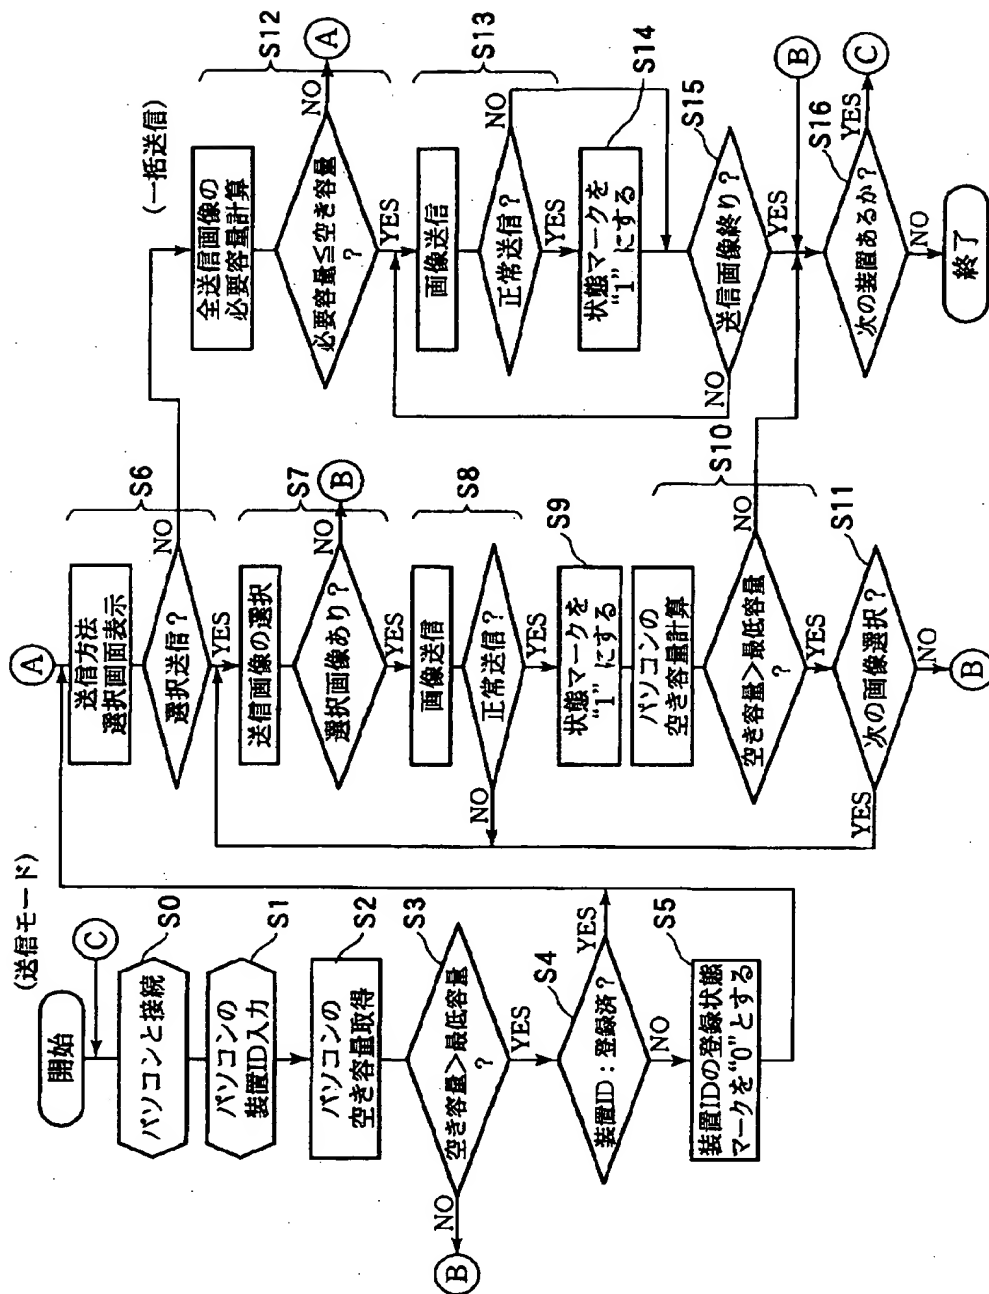 (送信モード)
開始
C
パソコンと接続
S0
パソコンの
装置ID入力
S1
パソコンの
空き容量取得
S2
空き容量>最低容量
?
S3
NO
B
YES
装置ID:登録済?
S4
YES
NO
装置IDの登録状態
マークを“0”とする
S5
A
送信方法
選択画面表示
選択送信?
S6
NO
YES
送信画像の選択
選択画像あり?
S7
NO
B
YES
画像送信
正常送信?
S8
NO
YES
状態マークを
“1”にする
S9
パソコンの
空き容量計算
空き容量>最低容量
?
S10
NO
YES
次の画像選択?
S11
YES
NO
B
(一括送信)
全送信画像の
必要容量計算
必要容量≦空き容量
?
S12
NO
A
YES
画像送信
正常送信?
S13
NO
YES
状態マークを
“1”にする
S14
送信画像終り?
S15
NO
YES
B
次の装置あるか?
S16
YES
C
NO
終了